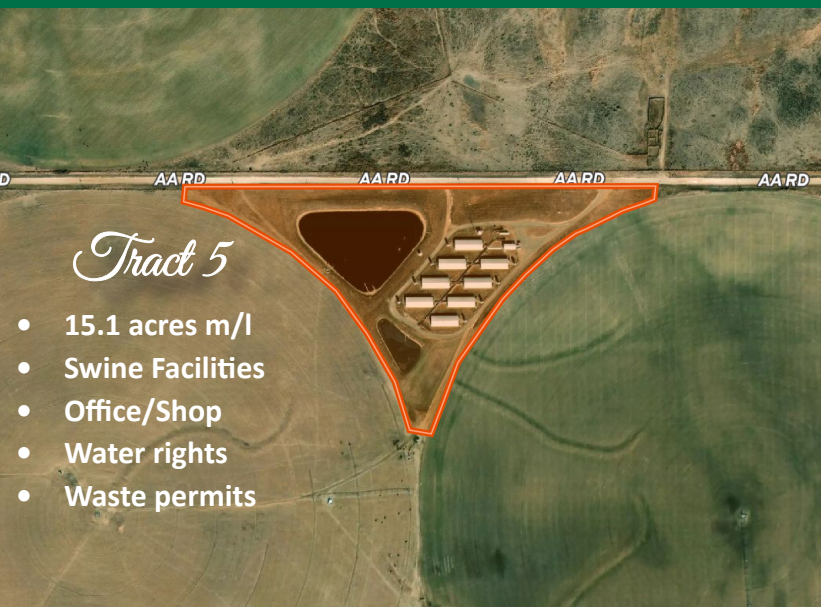 D
AA RD
AA RD
AA RD
AA RD
Tract 5
• 15.1 acres m/l
• Swine Facilities
• Office/Shop
• Water rights
• Waste permits